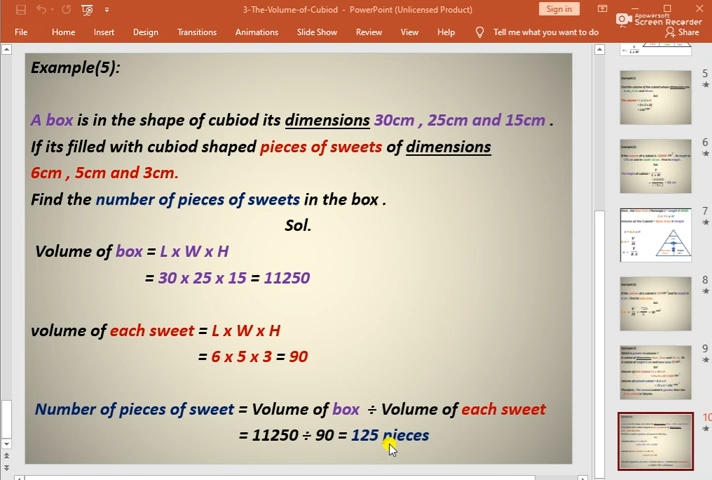 3-The-Volume-of-Cubiod - PowerPoint (Unlicensed Product)
Sign in
Apowersoft
Screen Recorder
File Home Insert Design Transitions Animations Slide Show Review View Help Tell me what you want to do Share
Example(5):
A box is in the shape of cubiod its dimensions 30cm , 25cm and 15cm .
If its filled with cubiod shaped pieces of sweets of dimensions
6cm , 5cm and 3cm.
Find the number of pieces of sweets in the box .
Sol.
Volume of box = L x W x H
= 30 x 25 x 15 = 11250
volume of each sweet = L x W x H
= 6 x 5 x 3 = 90
Number of pieces of sweet = Volume of box ÷ Volume of each sweet
= 11250 ÷ 90 = 125 pieces
5
6
7
8
9
10